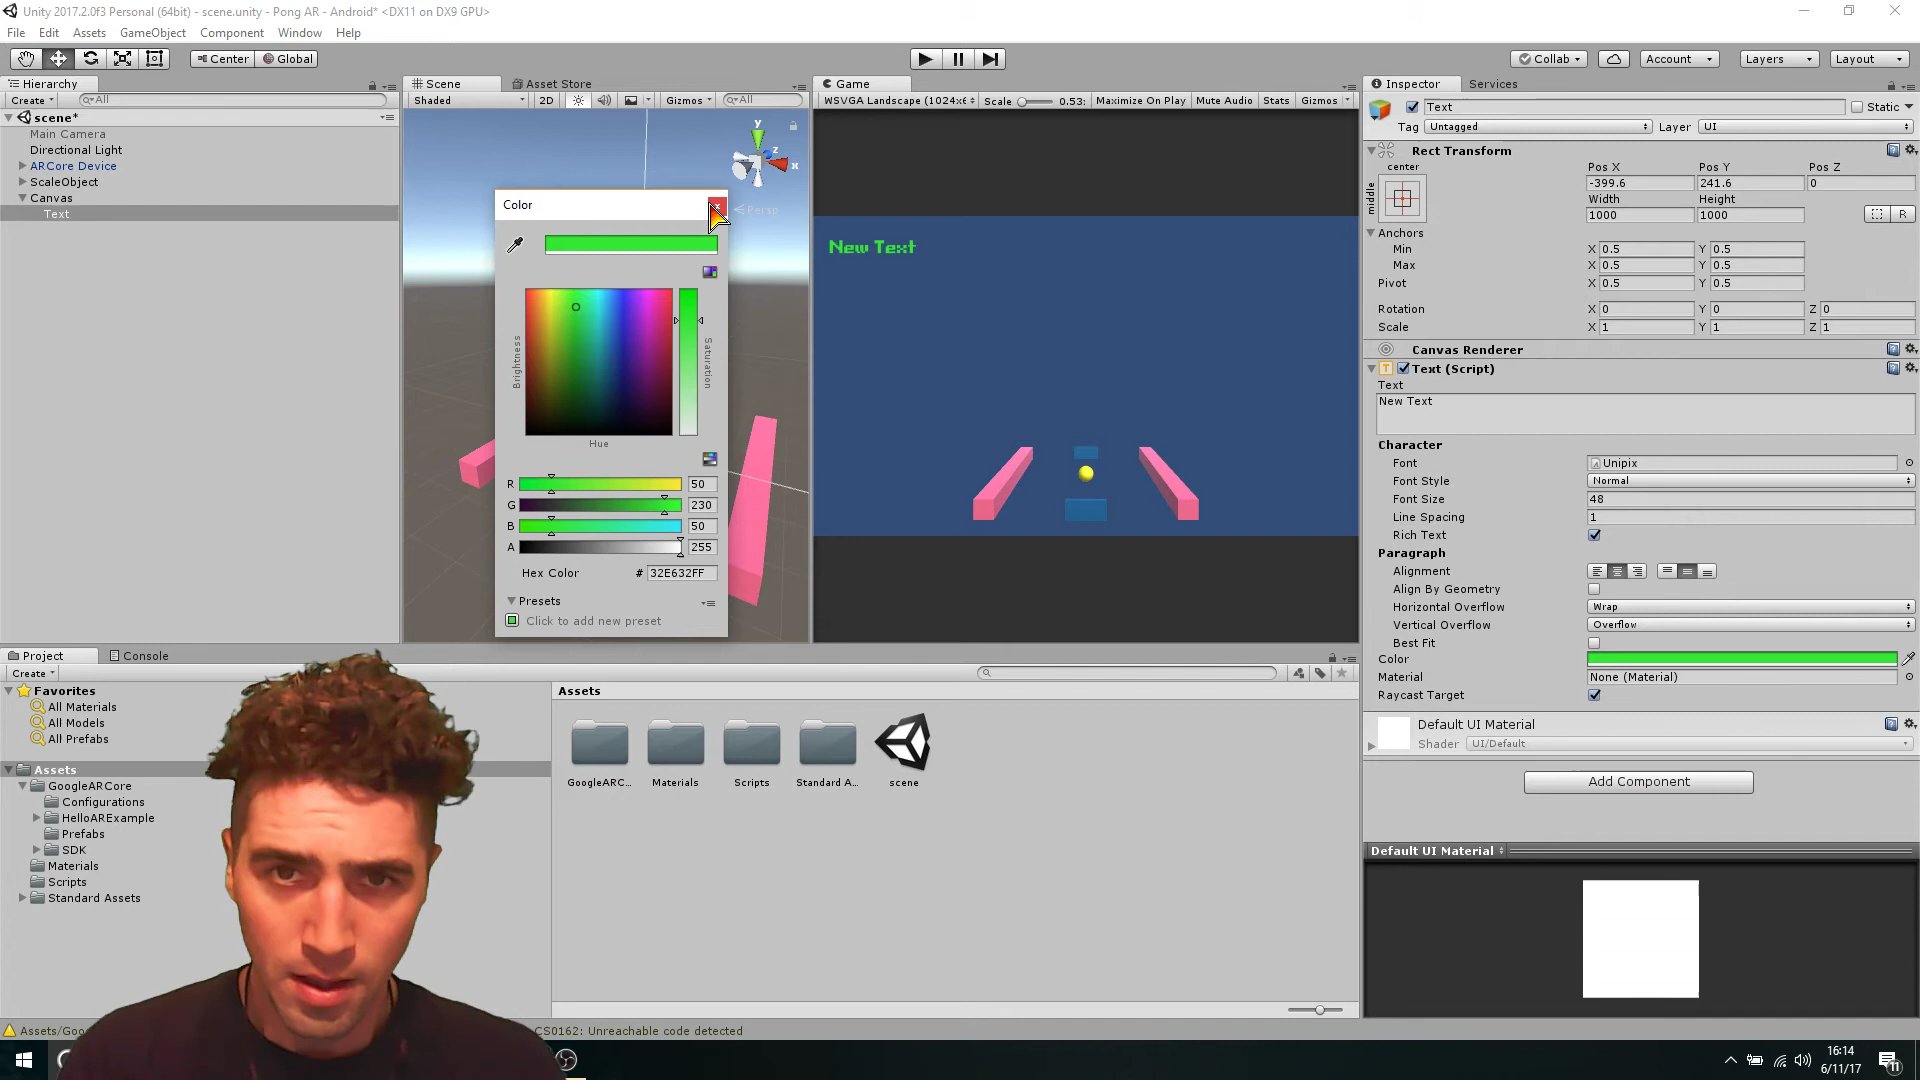 Unity 2017.2.0f3 Personal (64bit) - scene.unity - Pong AR - Android* <DX11 on DX9 GPU>
File Edit Assets GameObject Component Window Help
Center Global
Collab Account Layers Layout
Hierarchy
Create All
scene*
Main Camera
Directional Light
ARCore Device
ScaleObject
Canvas
Text
Scene Asset Store
Shaded 2D Gizmos All
y
z
x
Persp
Color
Brightness
Saturation
Hue
R 50
G 230
B 50
A 255
Hex Color # 32E632FF
Presets
Click to add new preset
Game
WSVGA Landscape (1024x6 Scale 0.53: Maximize On Play Mute Audio Stats Gizmos
New Text
Inspector Services
Text Static
Tag Untagged Layer UI
Rect Transform
center Pos X Pos Y Pos Z
middle -399.6 241.6 0
Width Height
1000 1000 R
Anchors
Min X 0.5 Y 0.5
Max X 0.5 Y 0.5
Pivot X 0.5 Y 0.5
Rotation X 0 Y 0 Z 0
Scale X 1 Y 1 Z 1
Canvas Renderer
T Text (Script)
Text
New Text
Character
Font Unipix
Font Style Normal
Font Size 48
Line Spacing 1
Rich Text
Paragraph
Alignment
Align By Geometry
Horizontal Overflow Wrap
Vertical Overflow Overflow
Best Fit
Color
Material None (Material)
Raycast Target
Default UI Material
Shader UI/Default
Add Component
Default UI Material
Project Console
Create
Favorites
All Materials
All Models
All Prefabs
Assets
GoogleARCore
Configurations
HelloARExample
Prefabs
SDK
Materials
Scripts
Standard Assets
Assets
GoogleARC... Materials Scripts Standard A... scene
Assets/Goo
CS0162: Unreachable code detected
16:14
6/11/17
11